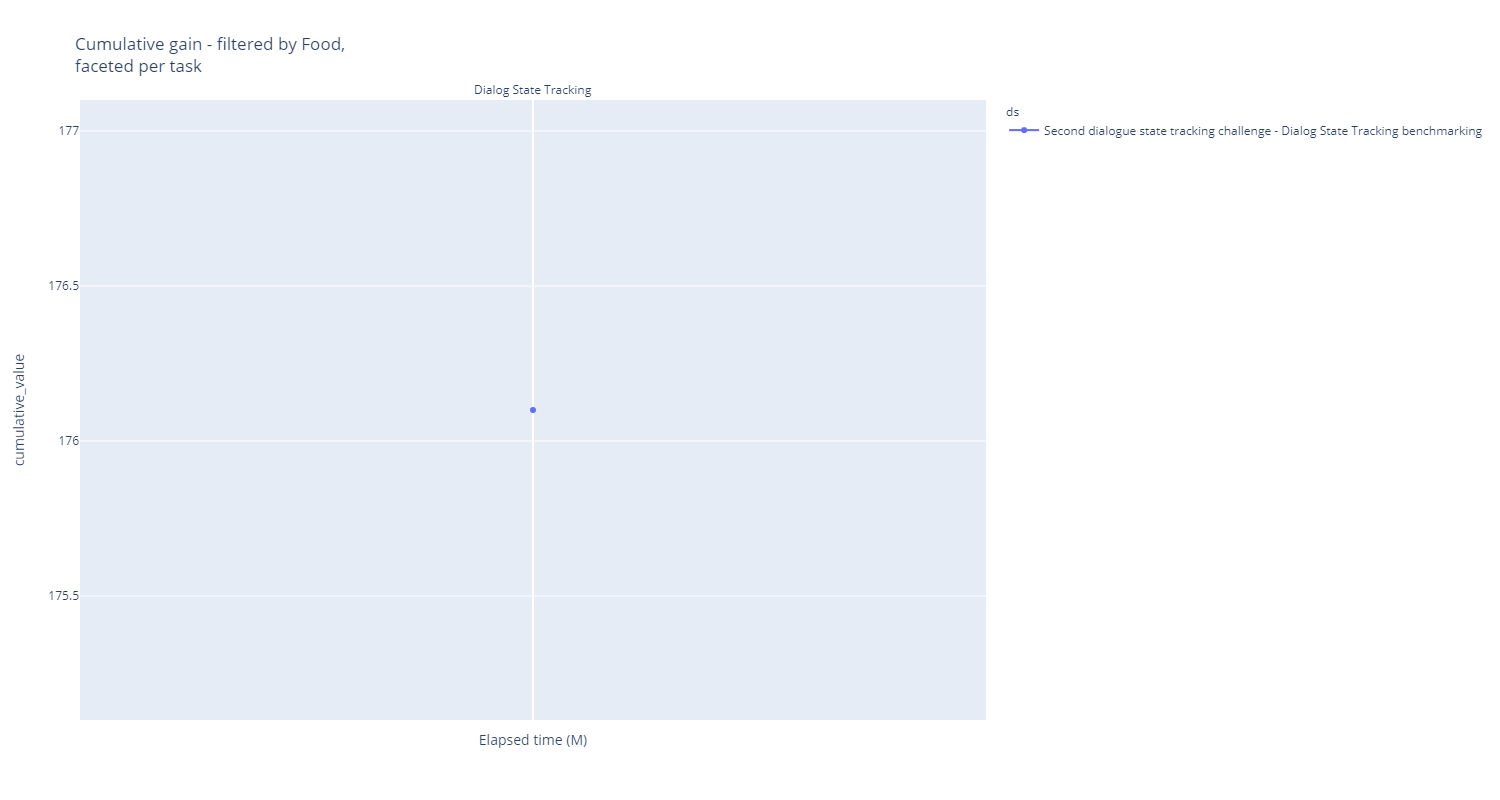 Cumulative gain - filtered by Food,
faceted per task
Dialog State Tracking
ds
Second dialogue state tracking challenge - Dialog State Tracking benchmarking
177
176.5
176
175.5
cumulative_value
Elapsed time (M)